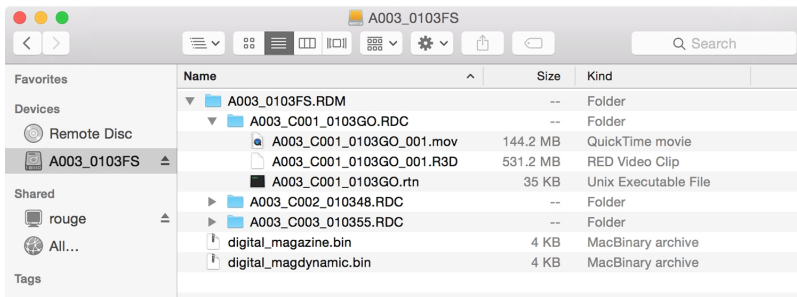 A003_0103FS
Search
Favorites
Devices
Remote Disc
A003_0103FS
Shared
rouge
All...
Tags
Name Size Kind
A003_0103FS.RDM -- Folder
A003_C001_0103GO.RDC -- Folder
A003_C001_0103GO_001.mov 144.2 MB QuickTime movie
A003_C001_0103GO_001.R3D 531.2 MB RED Video Clip
A003_C001_0103GO.rtn 35 KB Unix Executable File
A003_C002_010348.RDC -- Folder
A003_C003_010355.RDC -- Folder
digital_magazine.bin 4 KB MacBinary archive
digital_magdynamic.bin 4 KB MacBinary archive